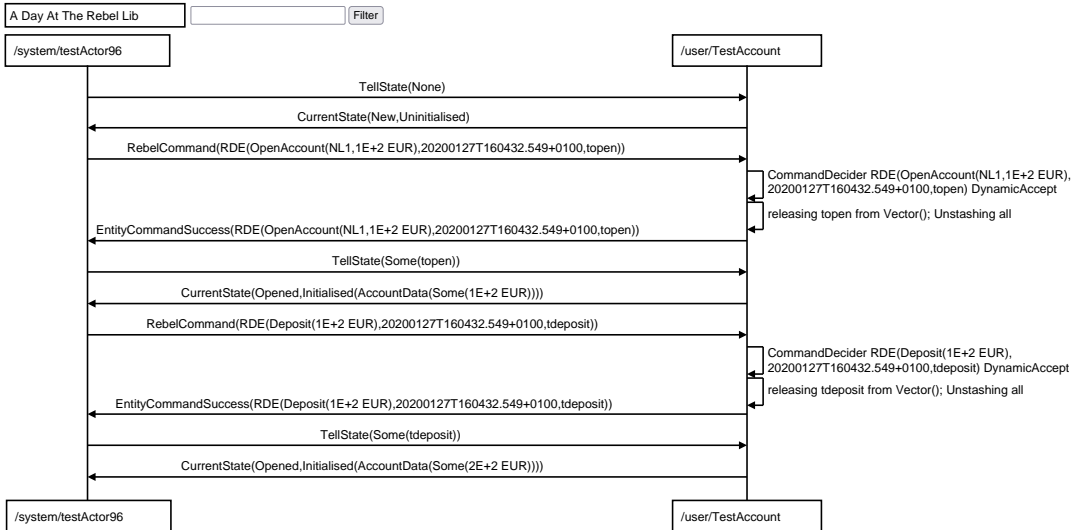 A Day At The Rebel Lib
Filter
/system/testActor96
/user/TestAccount
TellState(None)
CurrentState(New,Uninitialised)
RebelCommand(RDE(OpenAccount(NL1,1E+2 EUR),20200127T160432.549+0100,topen))
CommandDecider RDE(OpenAccount(NL1,1E+2 EUR),
20200127T160432.549+0100,topen) DynamicAccept
releasing topen from Vector(); Unstashing all
EntityCommandSuccess(RDE(OpenAccount(NL1,1E+2 EUR),20200127T160432.549+0100,topen))
TellState(Some(topen))
CurrentState(Opened,Initialised(AccountData(Some(1E+2 EUR))))
RebelCommand(RDE(Deposit(1E+2 EUR),20200127T160432.549+0100,tdeposit))
CommandDecider RDE(Deposit(1E+2 EUR),
20200127T160432.549+0100,tdeposit) DynamicAccept
releasing tdeposit from Vector(); Unstashing all
EntityCommandSuccess(RDE(Deposit(1E+2 EUR),20200127T160432.549+0100,tdeposit))
TellState(Some(tdeposit))
CurrentState(Opened,Initialised(AccountData(Some(2E+2 EUR))))
/system/testActor96
/user/TestAccount